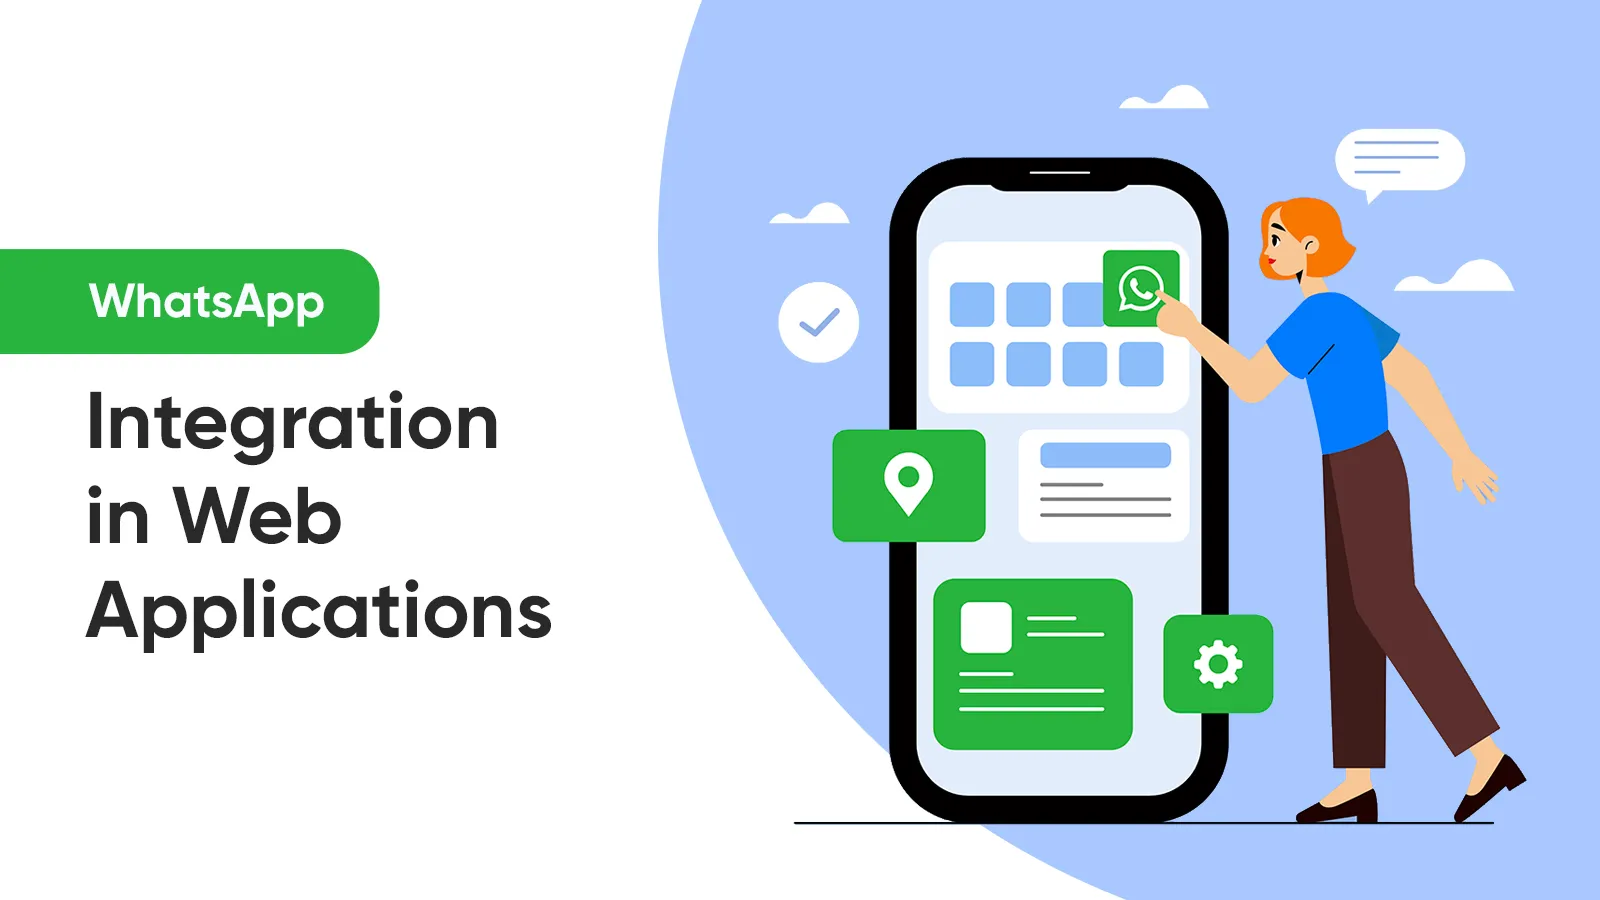 WhatsApp
Integration
in Web
Applications